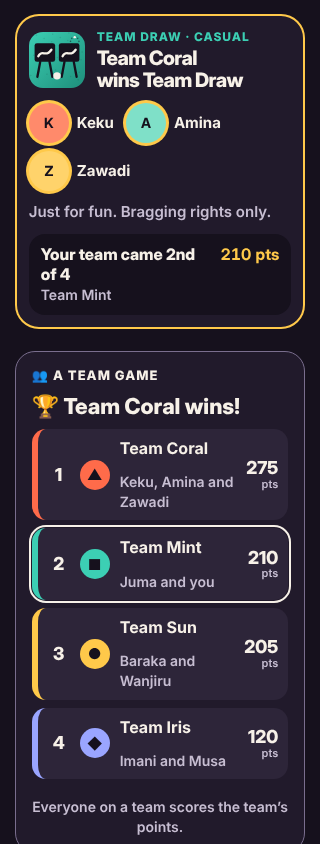 TEAM DRAW · CASUAL
Team Coral
wins Team Draw
K Keku A Amina
Z Zawadi
Just for fun. Bragging rights only.
Your team came 2nd 210 pts
of 4
Team Mint
👥 A TEAM GAME
🏆 Team Coral wins!
Team Coral
1 275
Keku, Amina and pts
Zawadi
Team Mint
2 210
Juma and you pts
Team Sun
3 205
Baraka and pts
Wanjiru
Team Iris
4 120
Imani and Musa pts
Everyone on a team scores the team's
points.